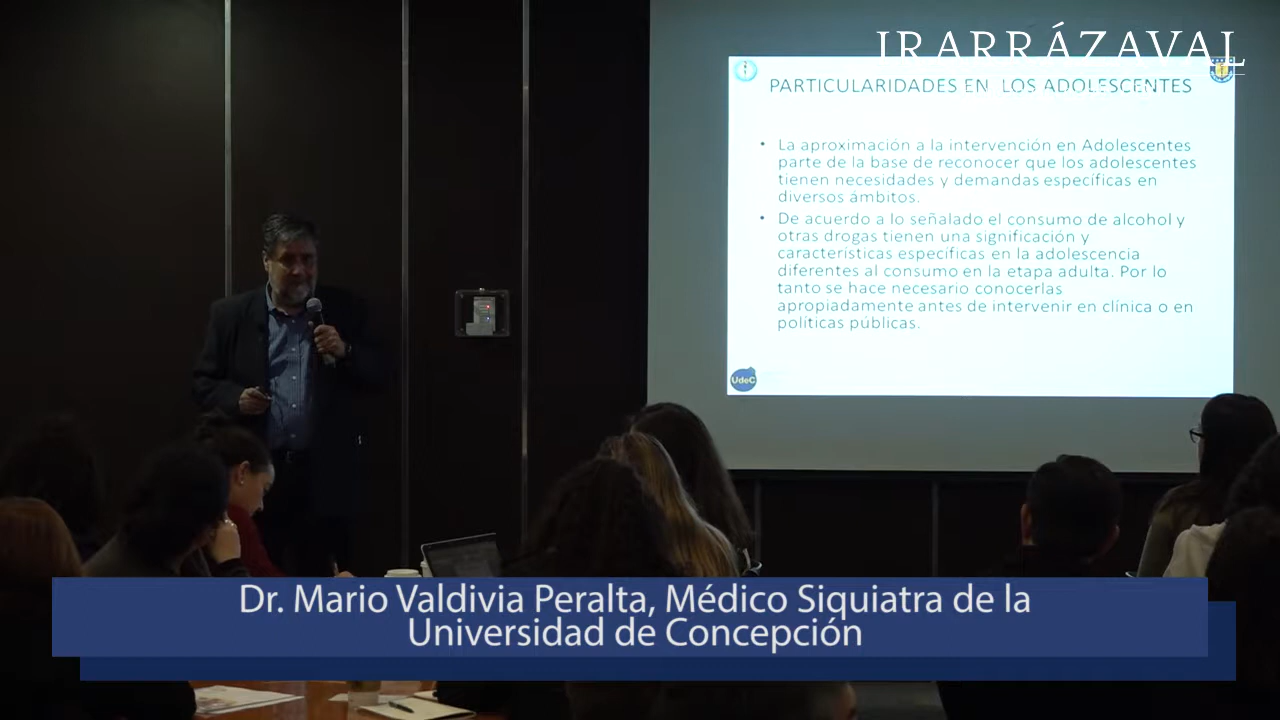 IRARRÁZAVAL
PARTICULARIDADES EN LOS ADOLESCENTES
• La aproximación a la intervención en Adolescentes
parte de la base de reconocer que los adolescentes
tienen necesidades y demandas específicas en
diversos ámbitos.
• De acuerdo a lo señalado el consumo de alcohol y
otras drogas tienen una significación y
características específicas en la adolescencia
diferentes al consumo en la etapa adulta. Por lo
tanto se hace necesario conocerlas
apropiadamente antes de intervenir en clínica o en
políticas públicas.
UdeC
Dr. Mario Valdivia Peralta, Médico Siquiatra de la
Universidad de Concepción